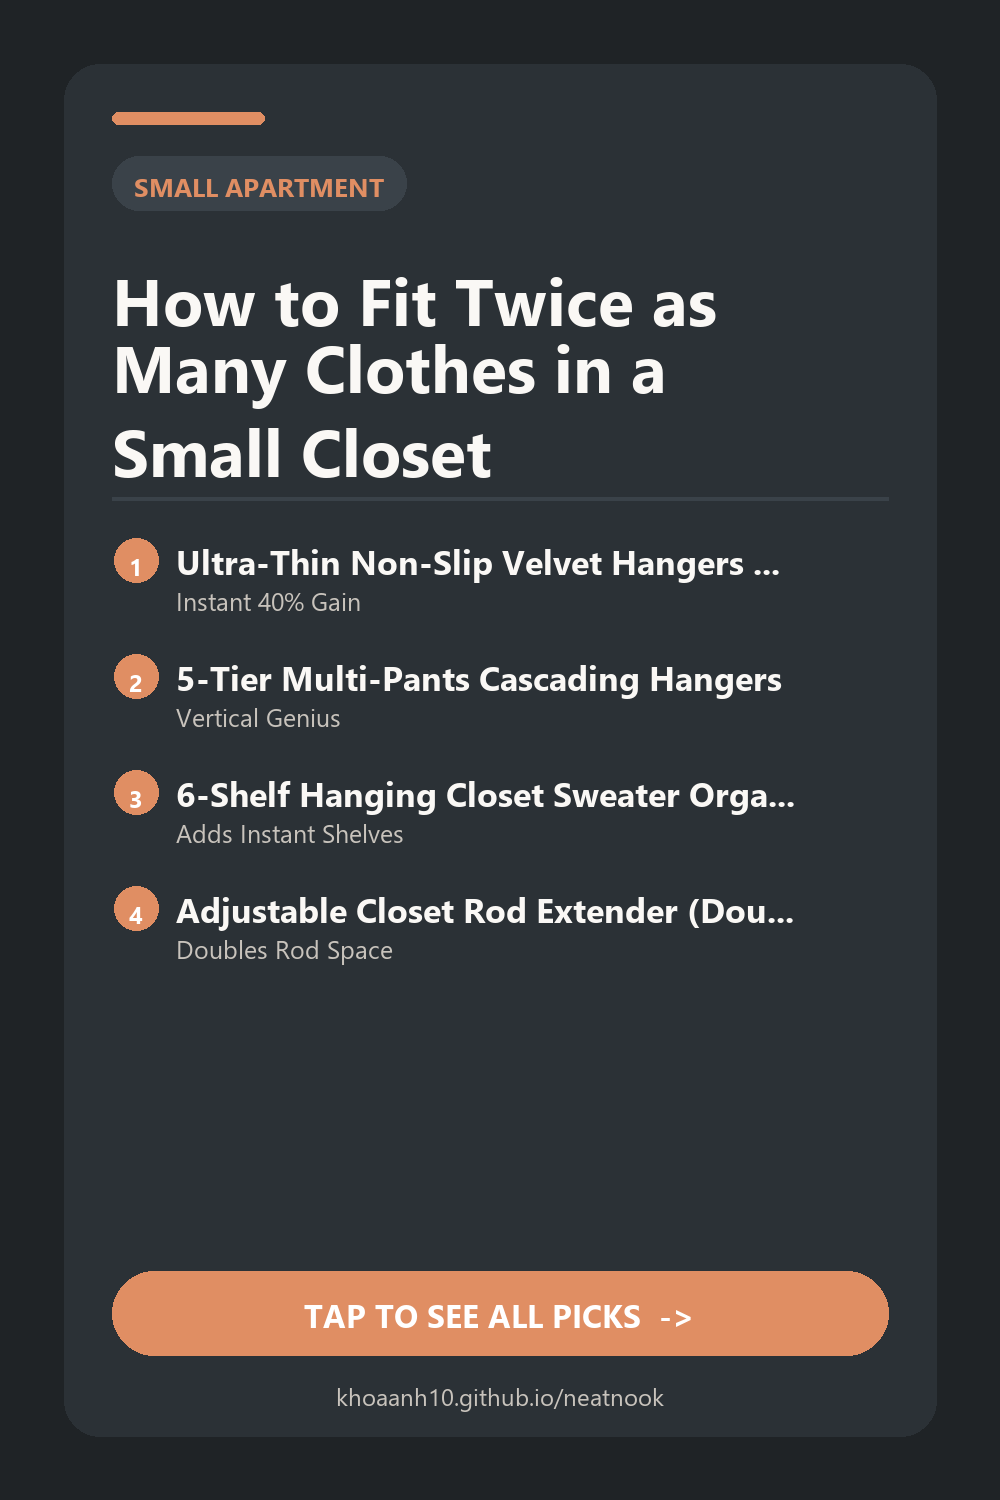 SMALL APARTMENT
How to Fit Twice as
Many Clothes in a
Small Closet
1 Ultra-Thin Non-Slip Velvet Hangers ...
Instant 40% Gain
2 5-Tier Multi-Pants Cascading Hangers
Vertical Genius
3 6-Shelf Hanging Closet Sweater Orga...
Adds Instant Shelves
4 Adjustable Closet Rod Extender (Dou...
Doubles Rod Space
TAP TO SEE ALL PICKS ->
khoaanh10.github.io/neatnook